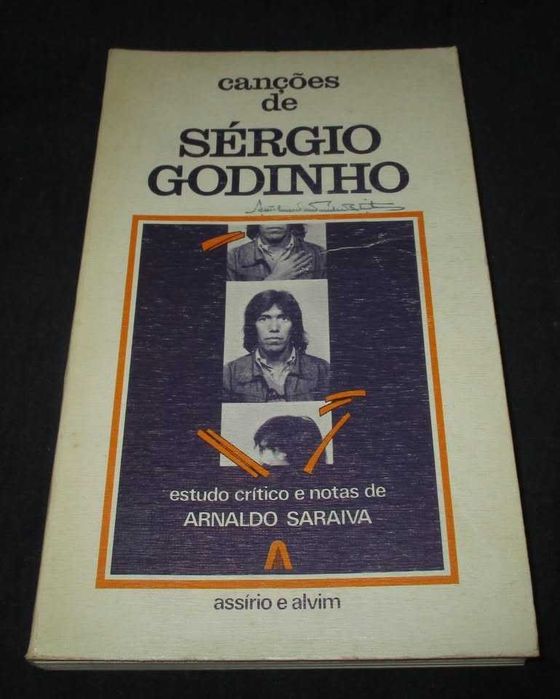 canções
de
SÉRGIO
GODINHO
estudo crítico e notas de
ARNALDO SARAIVA
assírio e alvim